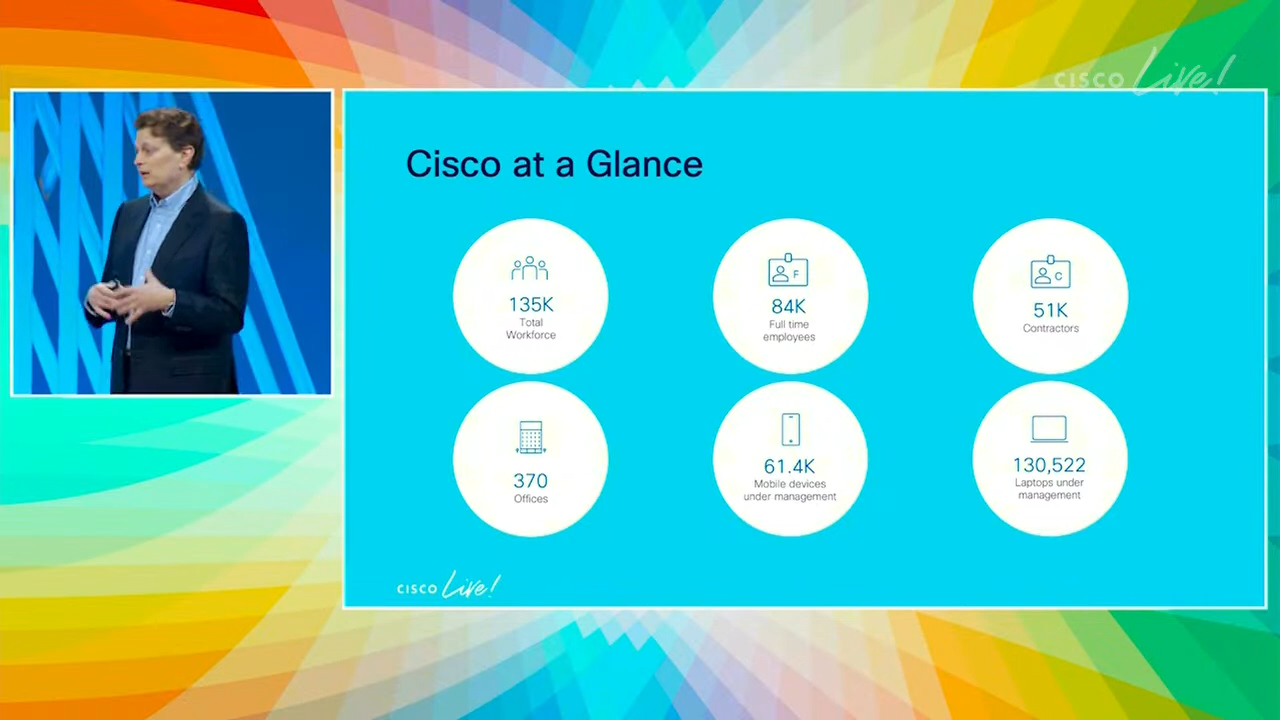 CISCO Live!
Cisco at a Glance
135K
Total
Workforce
F
84K
Full time
employees
C
51K
Contractors
370
Offices
61.4K
Mobile devices
under management
130,522
Laptops under
management
CISCO Live!